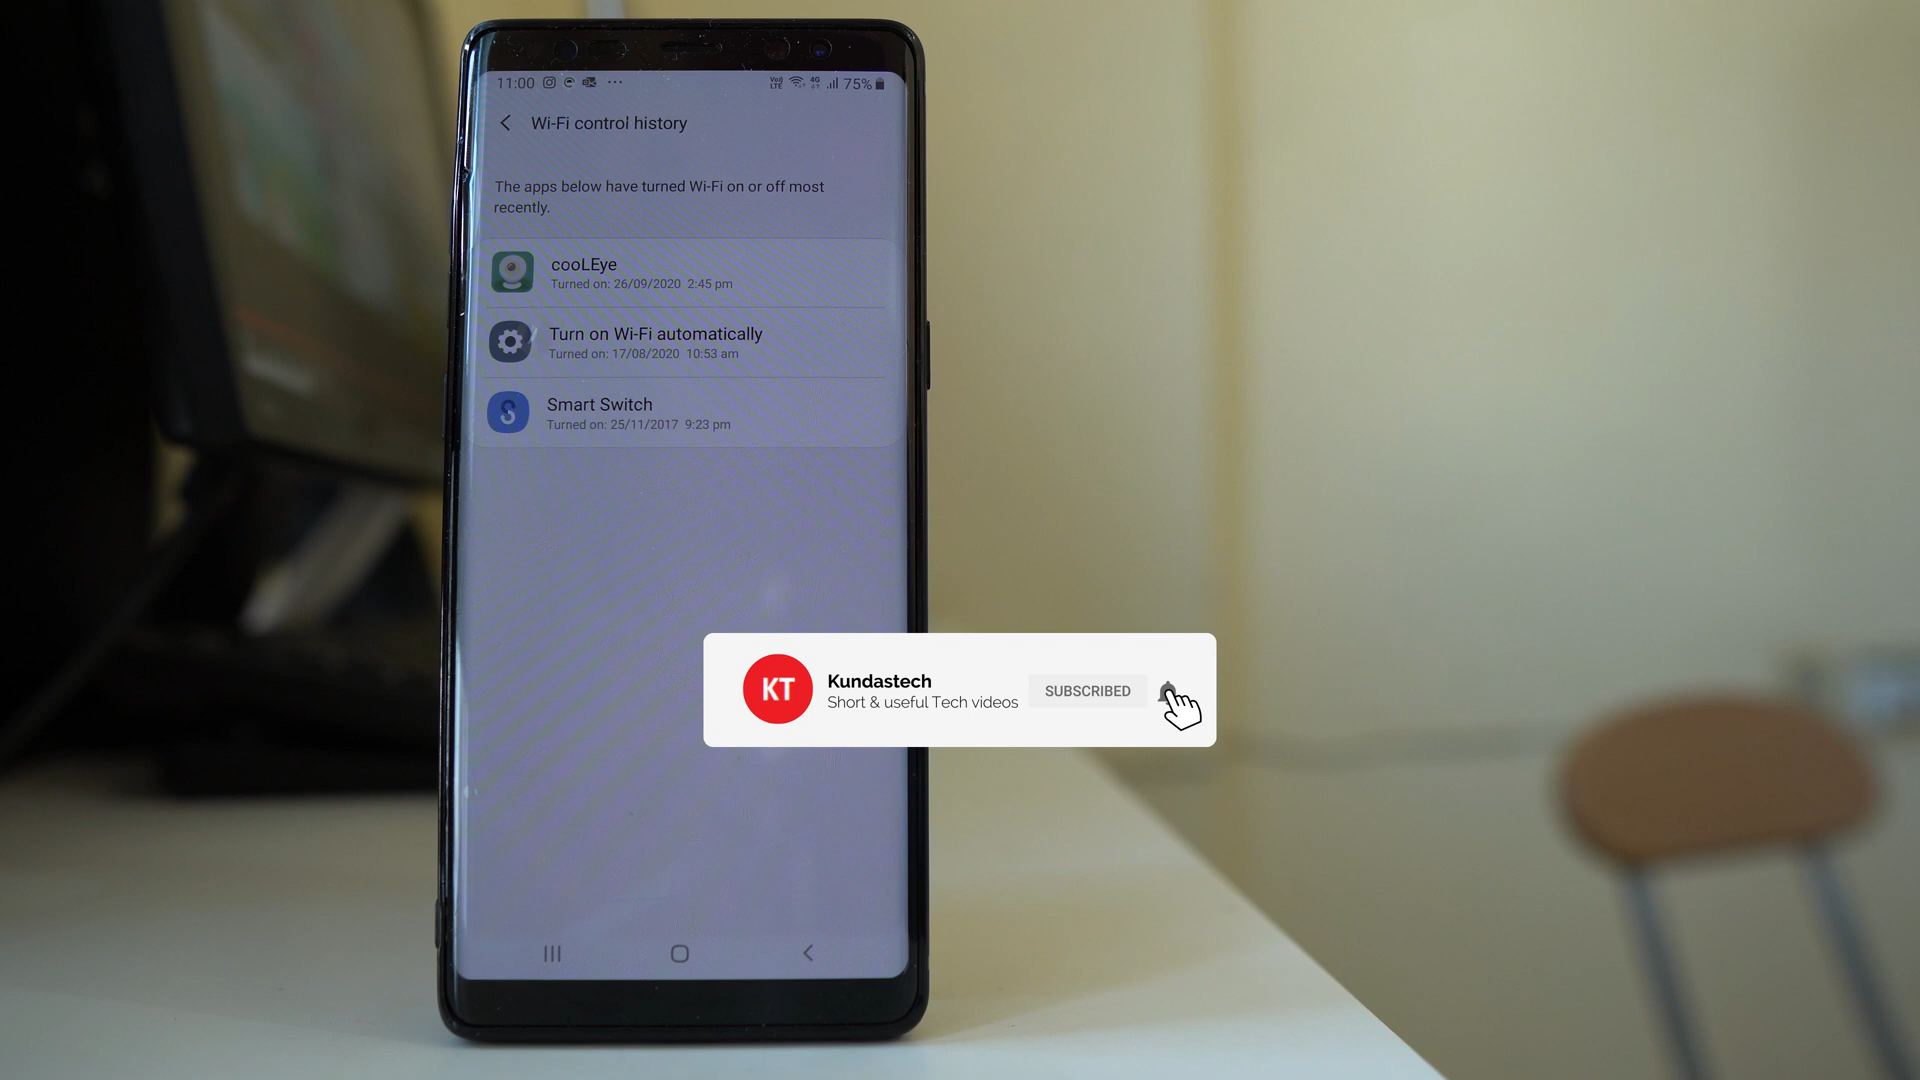 11:00
Vo)) LTE 4G 75%
Wi-Fi control history
The apps below have turned Wi-Fi on or off most
recently.
cooLEye
Turned on: 26/09/2020 2:45 pm
Turn on Wi-Fi automatically
Turned on: 17/08/2020 10:53 am
Smart Switch
Turned on: 25/11/2017 9:23 pm
KT
Kundastech
Short & useful Tech videos
SUBSCRIBED